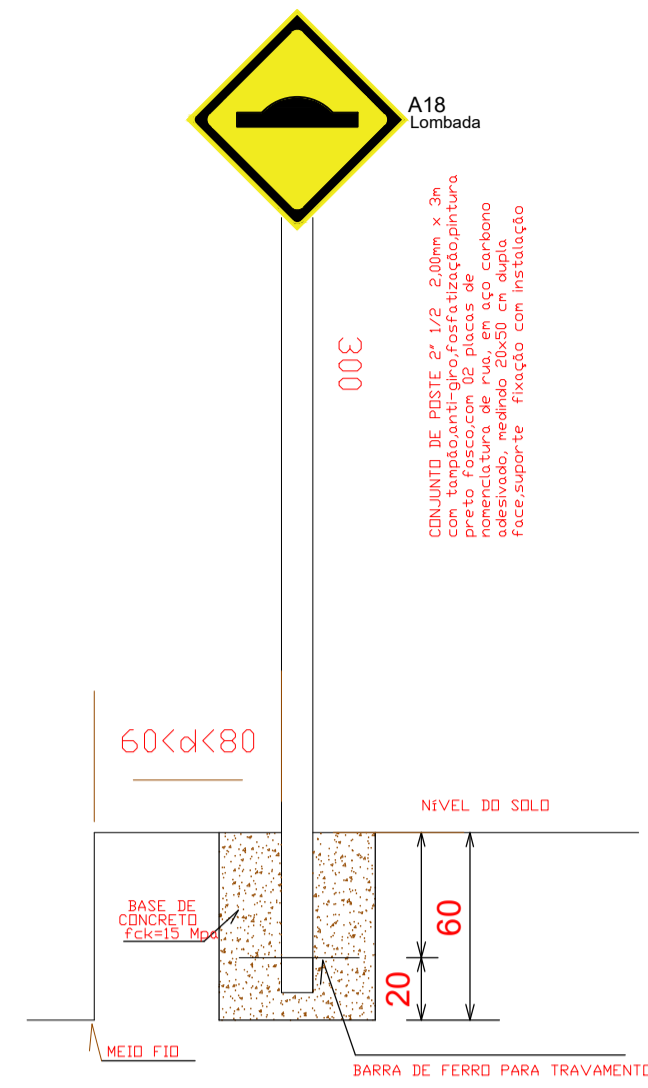 A18
Lombada
CONJUNTO DE POSTE 2" 1/2 2,00mm x 3m
com tampão,anti-giro,fosfatização,pintura
preto fosco,com 02 placas de
nomenclatura de rua, em aço carbono
adesivado, medindo 20x50 cm dupla
face,suporte fixação com instalação
300
60<d<80
NíVEL DO SOLO
BASE DE
CONCRETO
fck=15 Mpa
60
20
MEIO FIO
BARRA DE FERRO PARA TRAVAMENTO